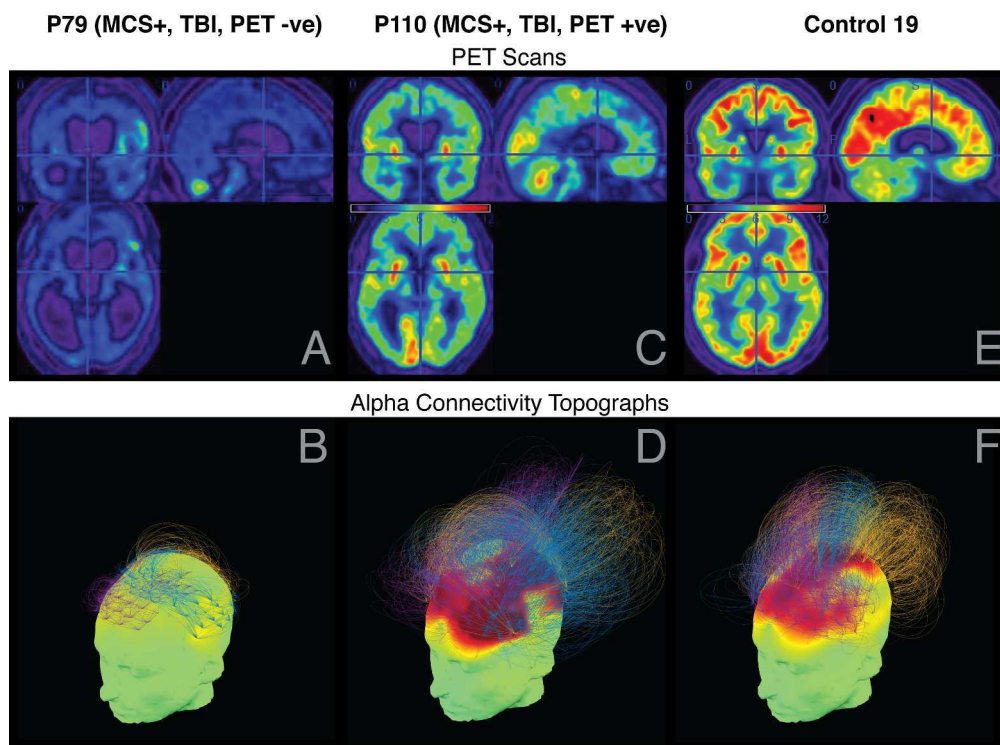 P79 (MCS+, TBI, PET -ve) P110 (MCS+, TBI, PET +ve) Control 19
PET Scans
A C E
Alpha Connectivity Topographs
B D F